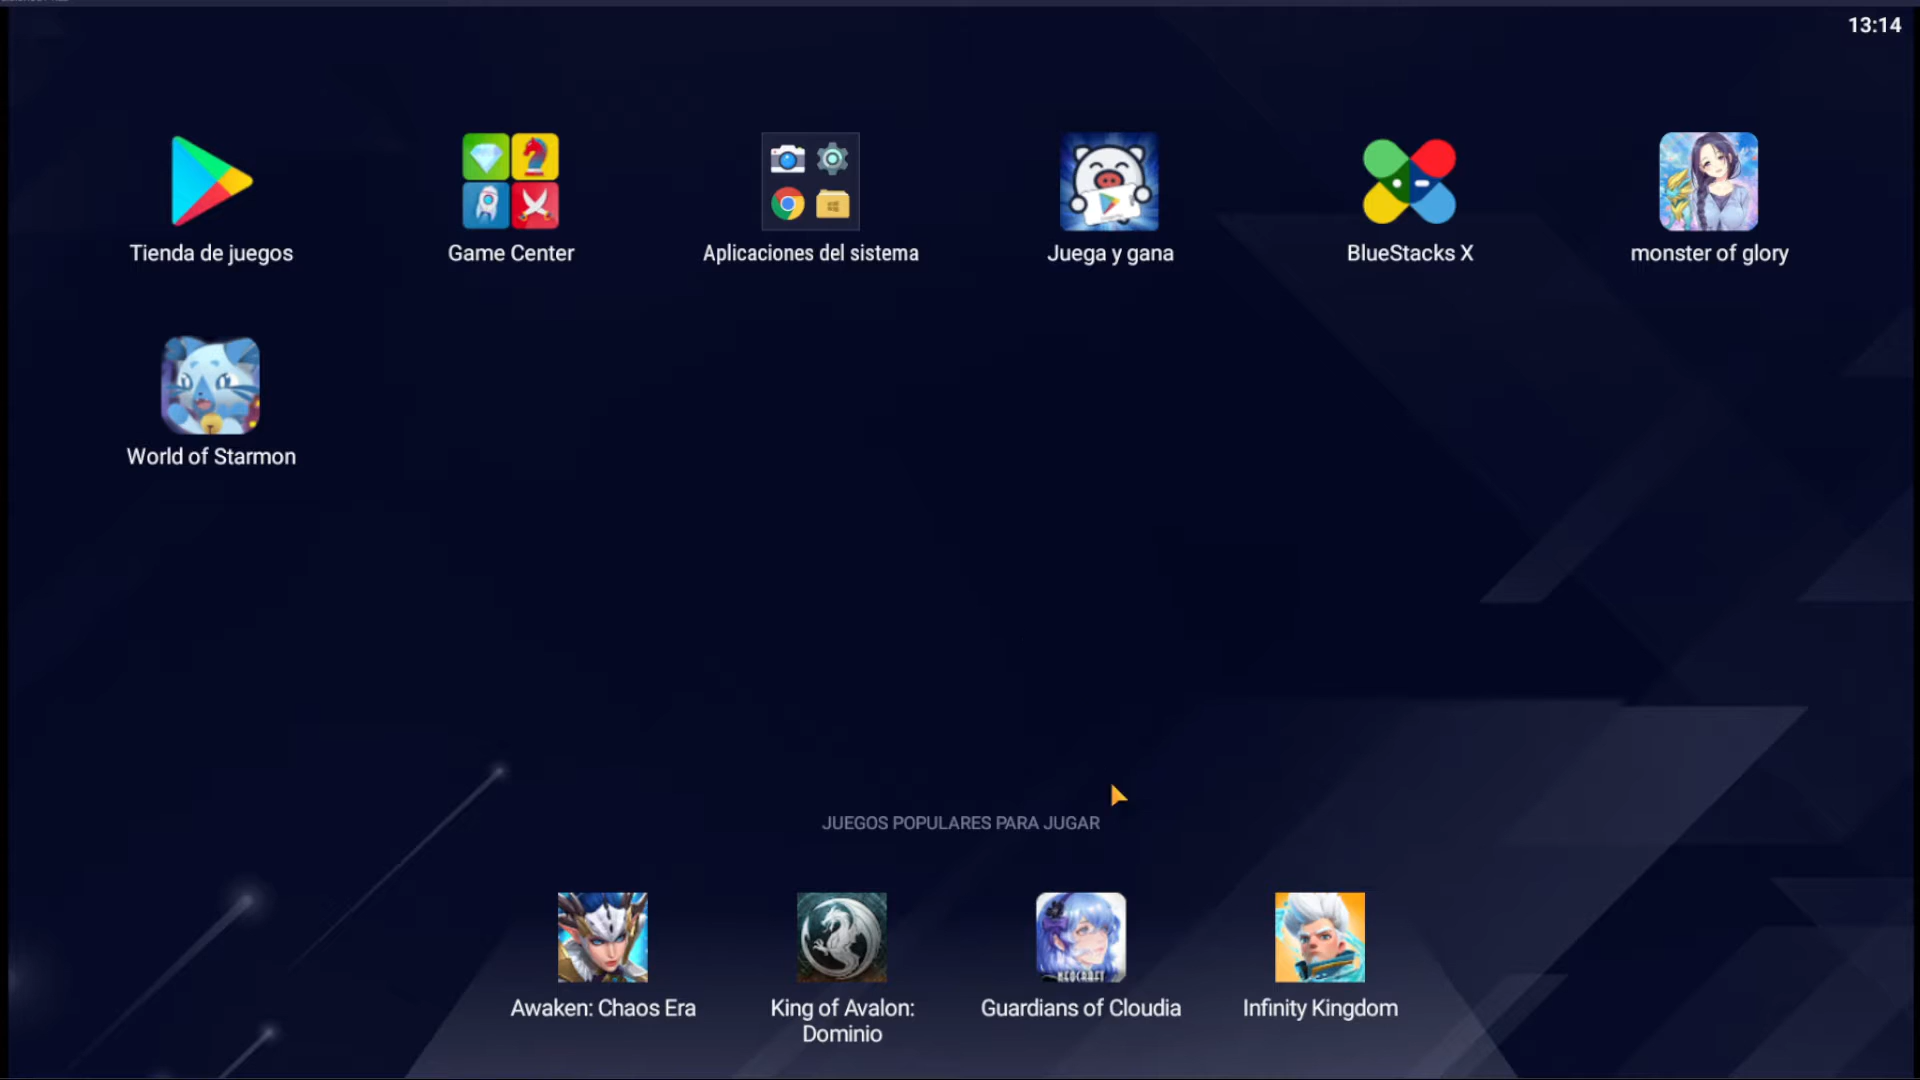 13:14
Tienda de juegos
Game Center
Aplicaciones del sistema
Juega y gana
BlueStacks X
monster of glory
World of Starmon
JUEGOS POPULARES PARA JUGAR
NEOCRAFT
Awaken: Chaos Era
King of Avalon:
Dominio
Guardians of Cloudia
Infinity Kingdom